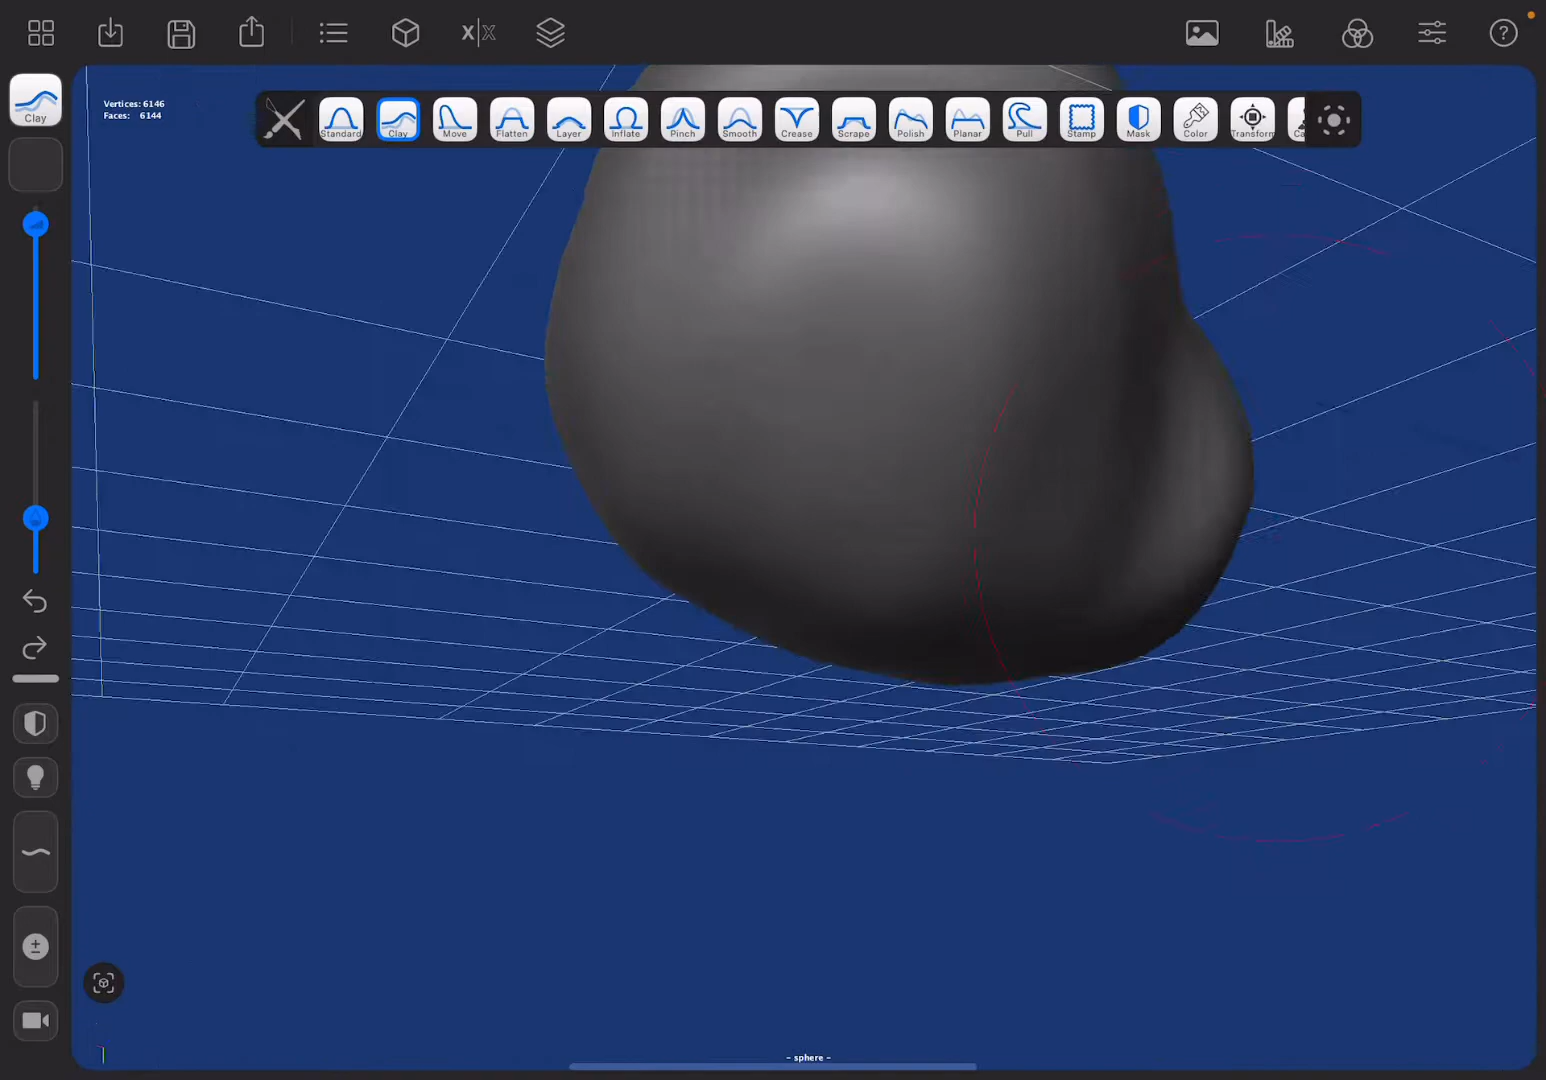 X|X
?
Clay
Vertices: 6146
Faces: 6144
Standard
Clay
Move
Flatten
Layer
Inflate
Pinch
Smooth
Crease
Scrape
Polish
Planar
Pull
Stamp
Mask
Color
Transform
Ca
– sphere –